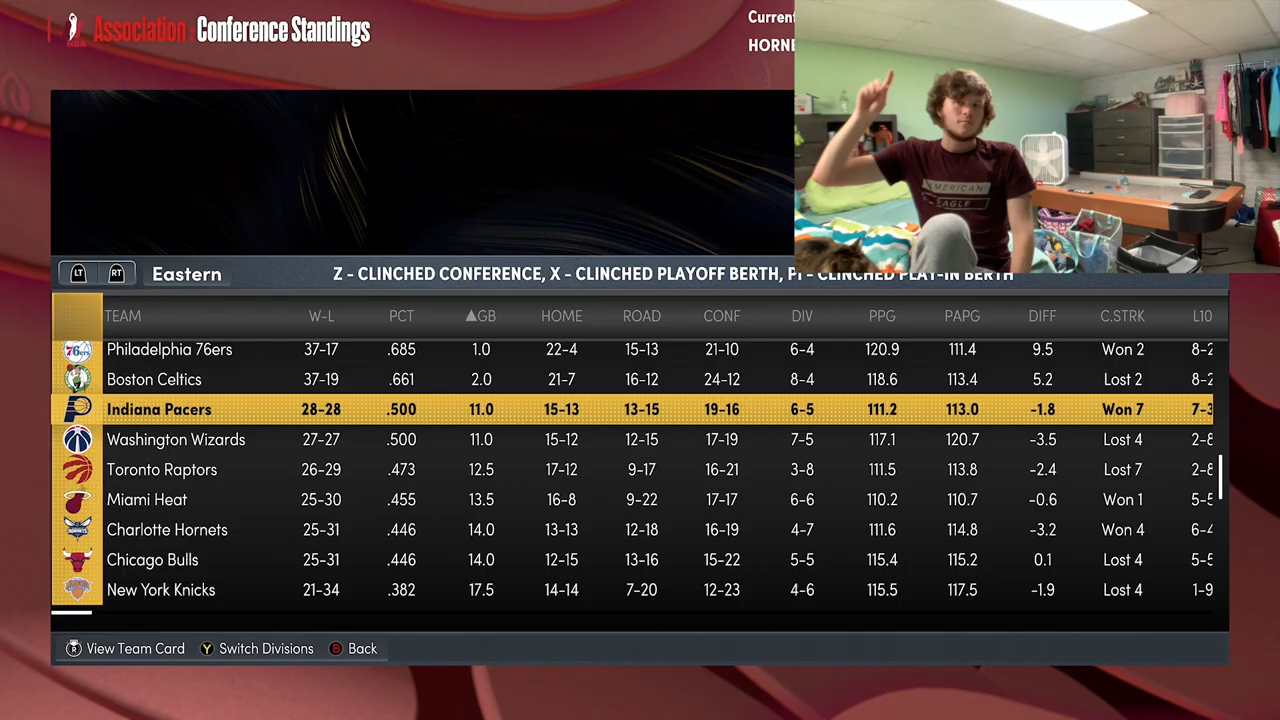 Association : Conference Standings
Current
HORNE
AMERICAN
EAGLE
LT RT Eastern Z - CLINCHED CONFERENCE, X - CLINCHED PLAYOFF BERTH, PI - CLINCHED PLAY-IN BERTH
TEAM W-L PCT ▲GB HOME ROAD CONF DIV PPG PAPG DIFF C.STRK L10
Philadelphia 76ers 37-17 .685 1.0 22-4 15-13 21-10 6-4 120.9 111.4 9.5 Won 2 8-2
Boston Celtics 37-19 .661 2.0 21-7 16-12 24-12 8-4 118.6 113.4 5.2 Lost 2 8-2
Indiana Pacers 28-28 .500 11.0 15-13 13-15 19-16 6-5 111.2 113.0 -1.8 Won 7 7-3
Washington Wizards 27-27 .500 11.0 15-12 12-15 17-19 7-5 117.1 120.7 -3.5 Lost 4 2-8
Toronto Raptors 26-29 .473 12.5 17-12 9-17 16-21 3-8 111.5 113.8 -2.4 Lost 7 2-8
Miami Heat 25-30 .455 13.5 16-8 9-22 17-17 6-6 110.2 110.7 -0.6 Won 1 5-5
Charlotte Hornets 25-31 .446 14.0 13-13 12-18 16-19 4-7 111.6 114.8 -3.2 Won 4 6-4
Chicago Bulls 25-31 .446 14.0 12-15 13-16 15-22 5-5 115.4 115.2 0.1 Lost 4 5-5
New York Knicks 21-34 .382 17.5 14-14 7-20 12-23 4-6 115.5 117.5 -1.9 Lost 4 1-9
R View Team Card Y Switch Divisions B Back